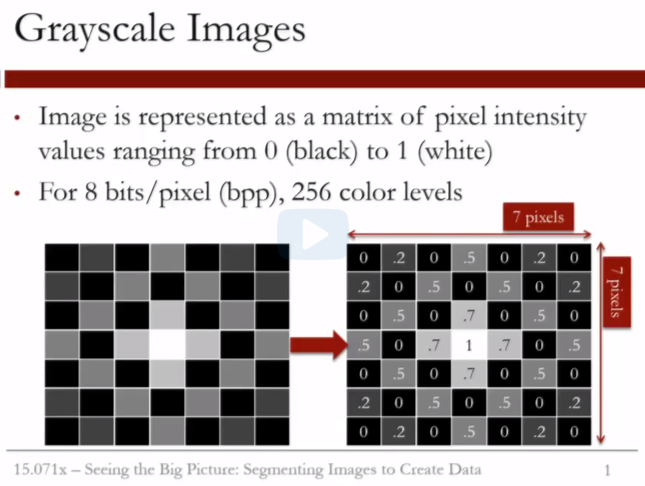 Grayscale Images
• Image is represented as a matrix of pixel intensity
values ranging from 0 (black) to 1 (white)
• For 8 bits/pixel (bpp), 256 color levels
7 pixels
0 .2 0 .5 0 .2 0
.2 0 .5 0 .5 0 .2
0 .5 0 .7 0 .5 0
.5 0 .7 1 .7 0 .5
0 .5 0 .7 0 .5 0
.2 0 .5 0 .5 0 .2
0 .2 0 .5 0 .2 0
7 pixels
15.071x – Seeing the Big Picture: Segmenting Images to Create Data
1